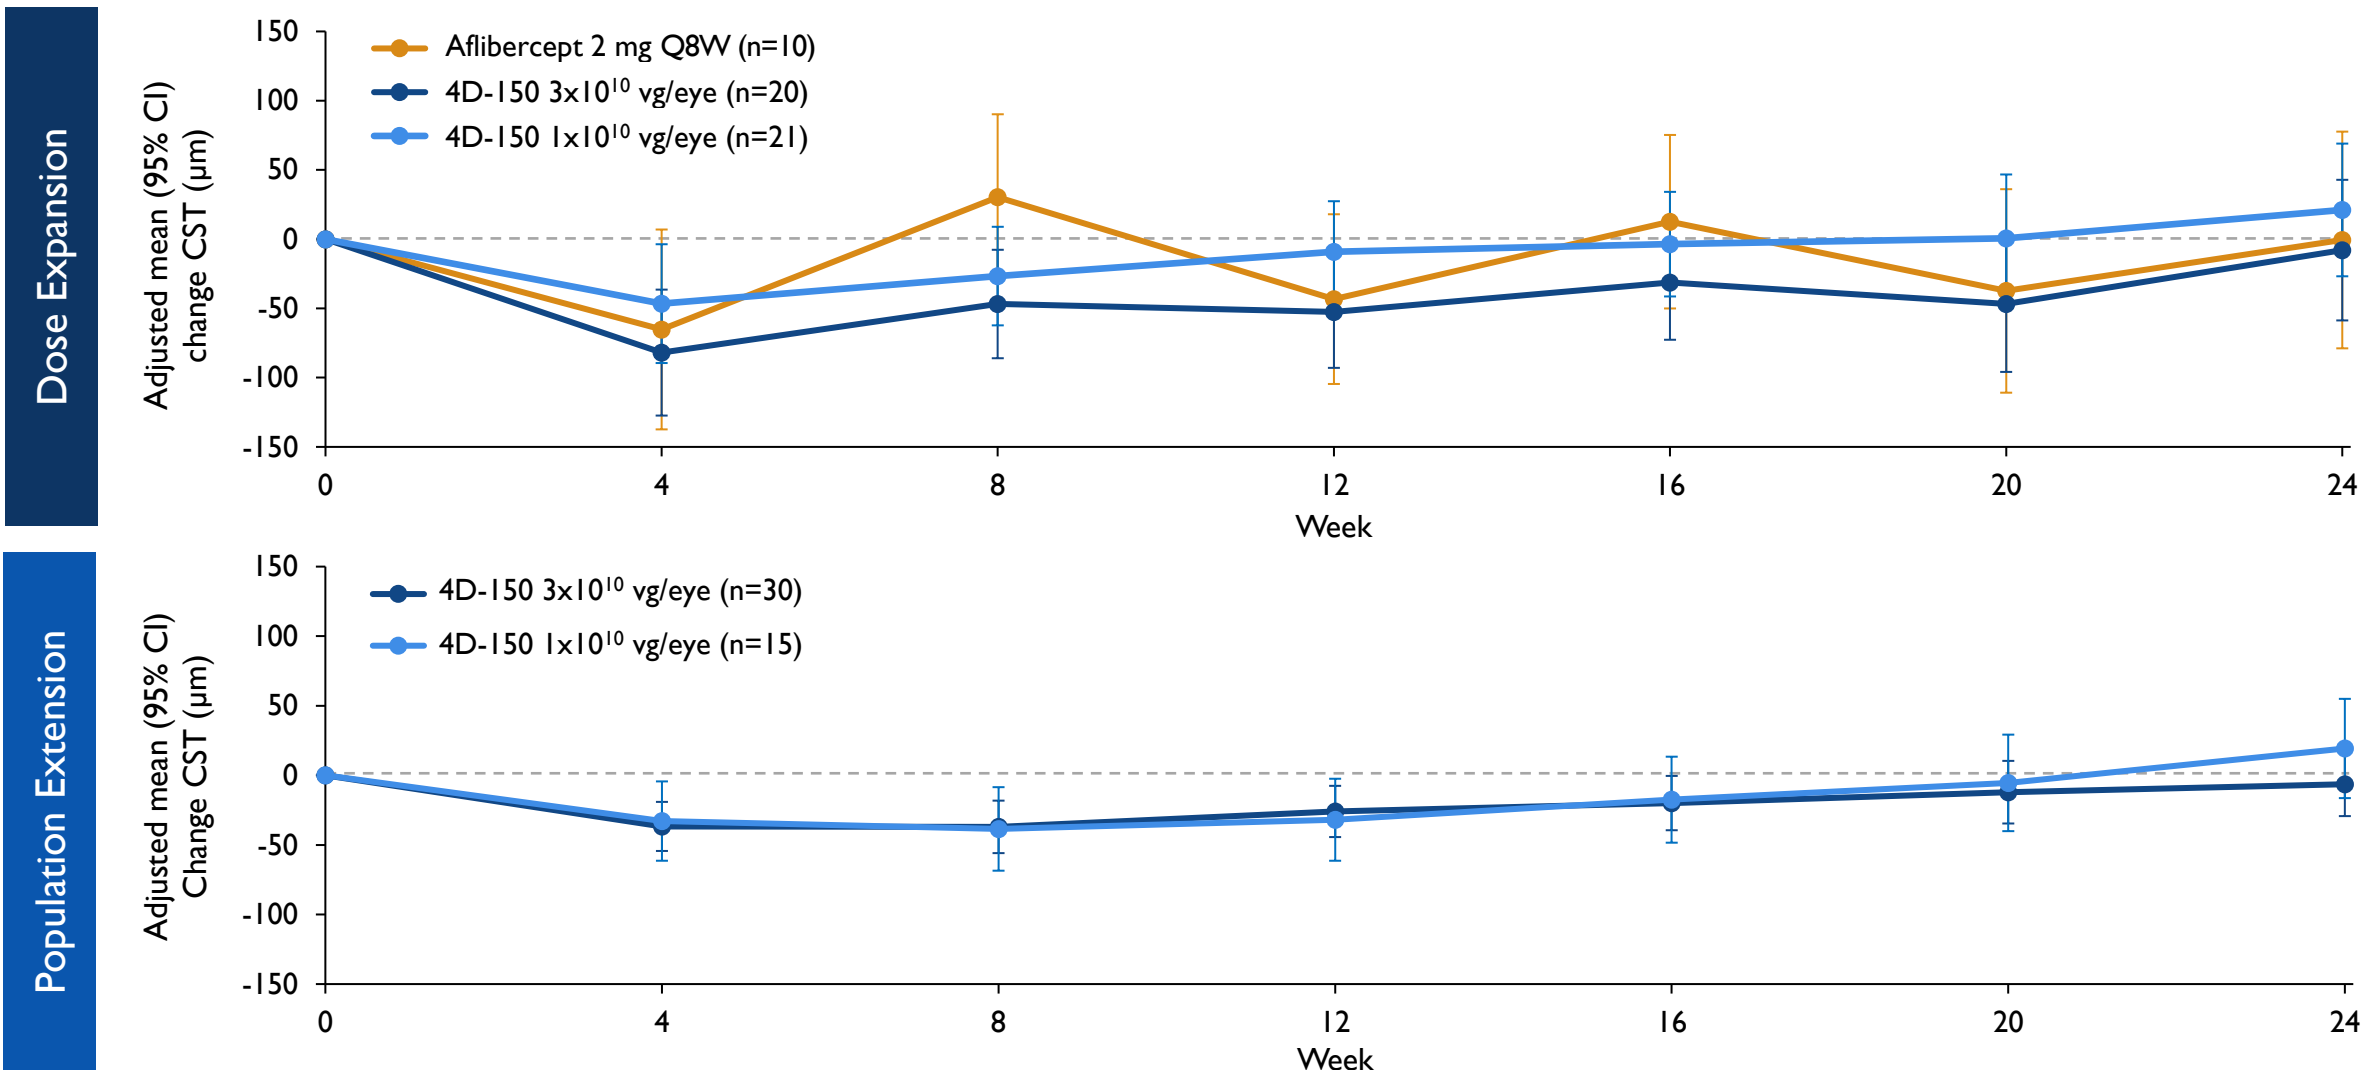 Dose Expansion
Adjusted mean (95% CI)
change CST (µm)
150
100
50
0
-50
-100
-150
Aflibercept 2 mg Q8W (n=10)
4D-150 3x10¹⁰ vg/eye (n=20)
4D-150 1x10¹⁰ vg/eye (n=21)
0 4 8 12 16 20 24
Week
Population Extension
Adjusted mean (95% CI)
Change CST (µm)
150
100
50
0
-50
-100
-150
4D-150 3x10¹⁰ vg/eye (n=30)
4D-150 1x10¹⁰ vg/eye (n=15)
0 4 8 12 16 20 24
Week